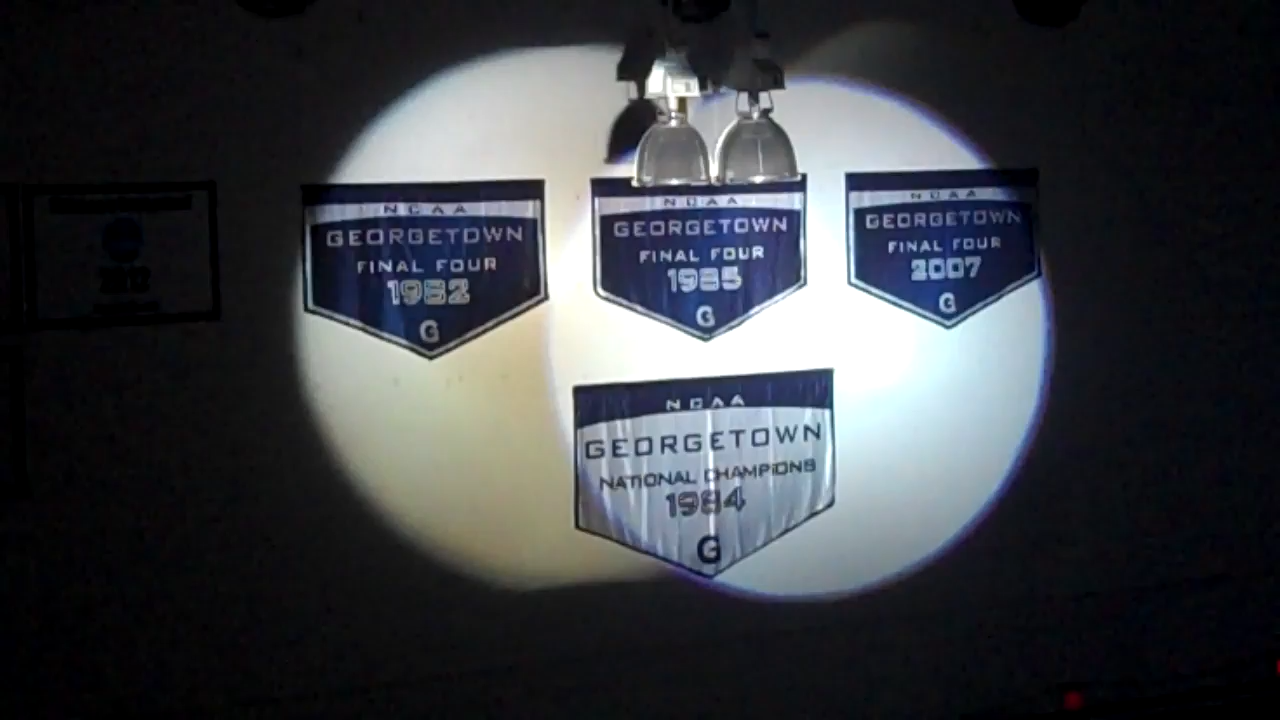 NCAA
GEORGETOWN
FINAL FOUR
1982
G
NCAA
GEORGETOWN
FINAL FOUR
1985
G
NCAA
GEORGETOWN
FINAL FOUR
2007
G
NCAA
GEORGETOWN
NATIONAL CHAMPIONS
1984
G